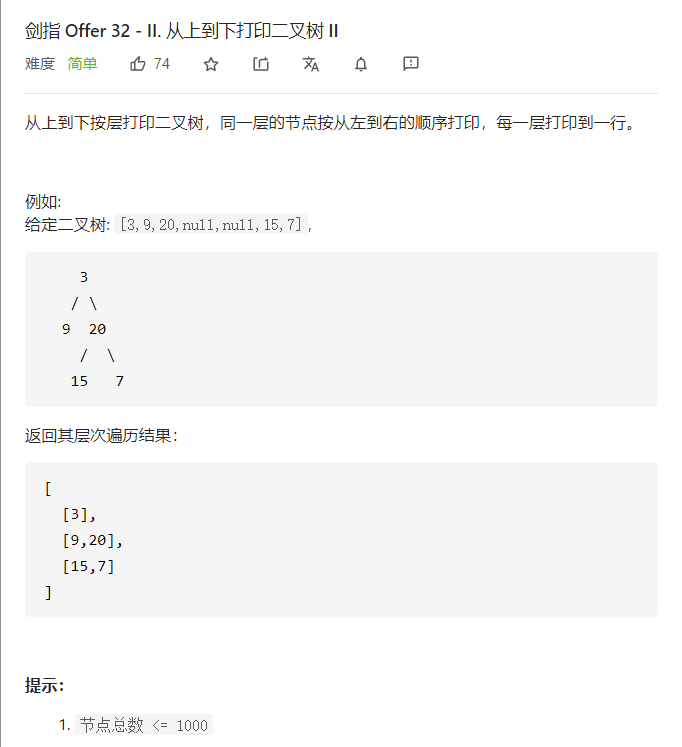 剑指 Offer 32 - II. 从上到下打印二叉树 II
难度 简单 74
从上到下按层打印二叉树，同一层的节点按从左到右的顺序打印，每一层打印到一行。
例如:
给定二叉树: [3,9,20,null,null,15,7],
3
/ \
9 20
/ \
15 7
返回其层次遍历结果：
[
[3],
[9,20],
[15,7]
]
提示：
1. 节点总数 <= 1000